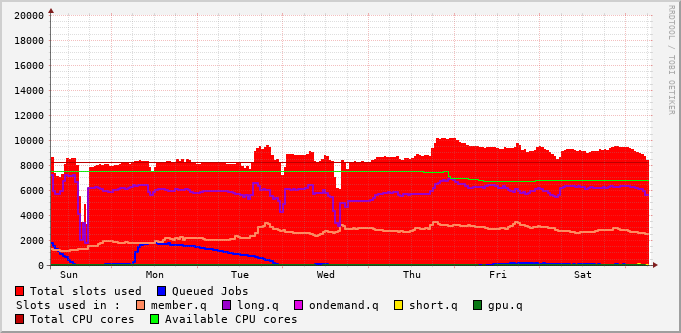 20000
18000
16000
14000
12000
10000
8000
6000
4000
2000
0
Sun Mon Tue Wed Thu Fri Sat
RRDTOOL / TOBI OETIKER
Total slots used Queued Jobs
Slots used in : member.q long.q ondemand.q short.q gpu.q
Total CPU cores Available CPU cores